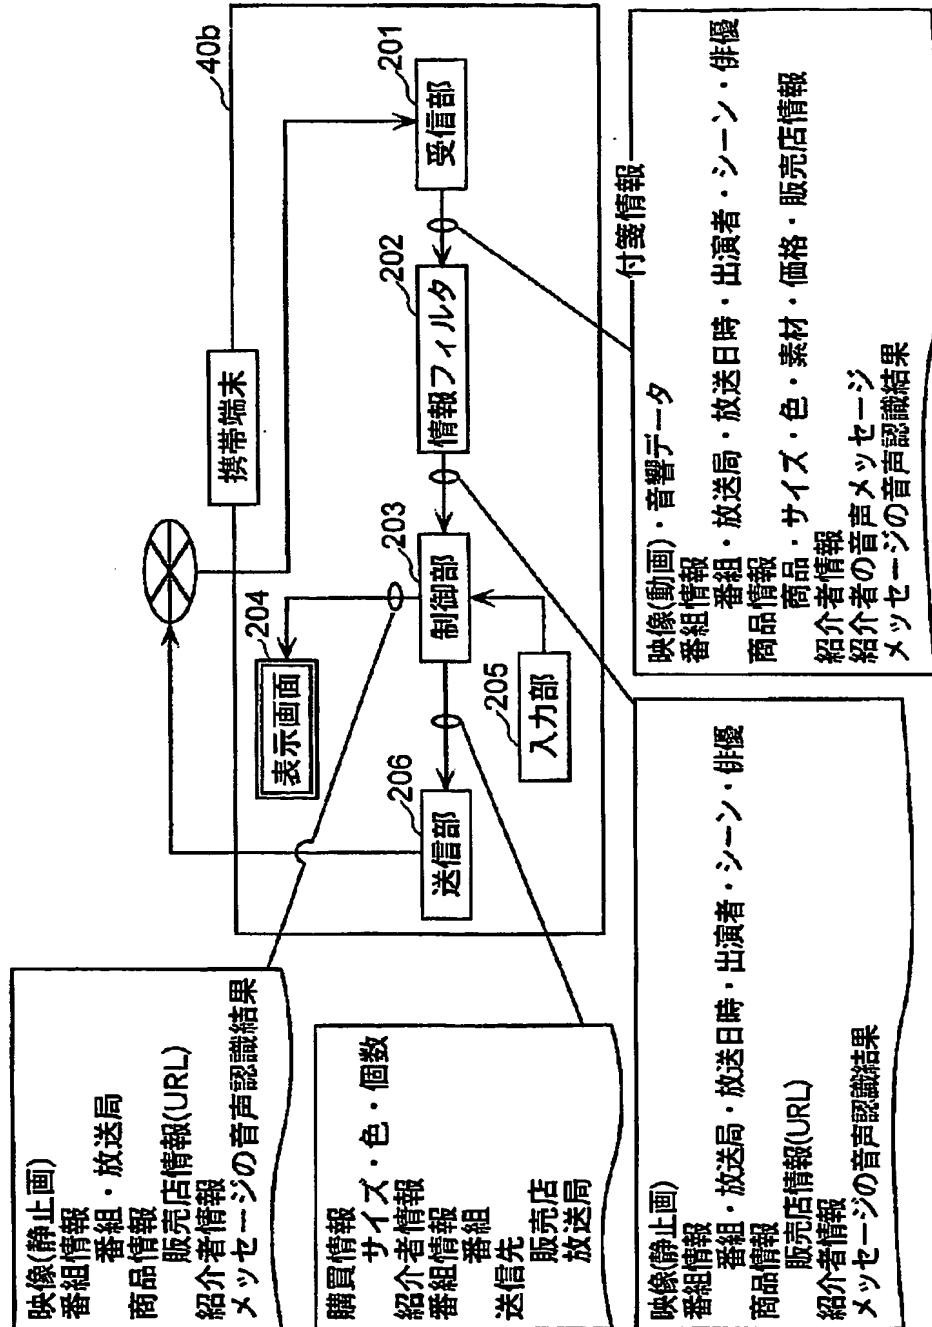 携帯端末
40b
表示画面
204
送信部
206
制御部
203
情報フィルタ
202
受信部
201
入力部
205
映像(静止画)
番組情報
番組・放送局
商品情報
販売店情報(URL)
紹介者情報
メッセージの音声認識結果
購買情報
サイズ・色・個数
紹介者情報
番組情報
番組
送信先
販売店
放送局
映像(静止画)
番組情報
番組・放送局・放送日時・出演者・シーン・俳優
商品情報
販売店情報(URL)
紹介者情報
メッセージの音声認識結果
付箋情報
映像(動画)・音響データ
番組情報
番組・放送局・放送日時・出演者・シーン・俳優
商品情報
商品・サイズ・色・素材・価格・販売店情報
紹介者情報
紹介者の音声メッセージ
メッセージの音声認識結果